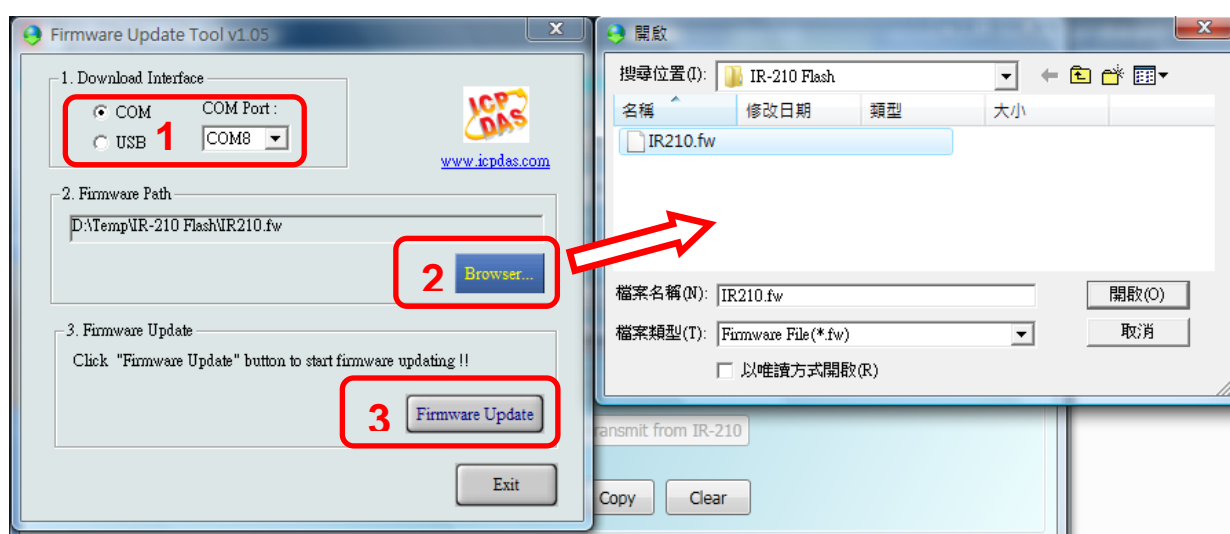 Firmware Update Tool v1.05
X
1. Download Interface
COM
COM Port :
USB
1
COM8
ICP
DAS
www.icpdas.com
2. Firmware Path
D:\Temp\IR-210 Flash\IR210.fw
2
Browser...
3. Firmware Update
Click "Firmware Update" button to start firmware updating !!
3
Firmware Update
Exit
開啟
X
搜尋位置(I):
IR-210 Flash
名稱
修改日期
類型
大小
IR210.fw
檔案名稱(N):
IR210.fw
開啟(O)
檔案類型(T):
Firmware File(*.fw)
取消
以唯讀方式開啟(R)
ransmit from IR-210
Copy
Clear